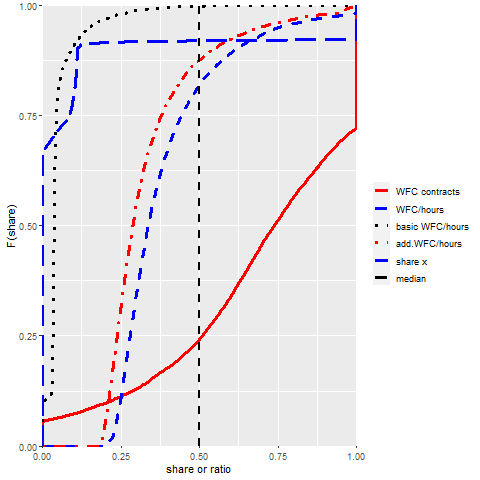 1.00
0.75
0.50
0.25
0.00
F(share)
0.00 0.25 0.50 0.75 1.00
share or ratio
WFC contracts
WFC/hours
basic WFC/hours
add.WFC/hours
share x
median